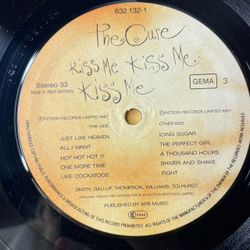 832 132-1
The Cure
Kiss Me Kiss Me
Kiss Me
Stereo 33
Made in West Germany
GEMA 3
℗ FICTION RECORDS LIMITED 1987
THIS SIDE
JUST LIKE HEAVEN
ALL I WANT
HOT HOT HOT !!!
ONE MORE TIME
LIKE COCKATOOS
℗ FICTION RECORDS LIMITED 1987
OTHER SIDE
ICING SUGAR
THE PERFECT GIRL
A THOUSAND HOURS
SHIVER AND SHAKE
FIGHT
SMITH, GALLUP, THOMPSON, WILLIAMS, TOLHURST
PUBLISHED BY APB MUSIC